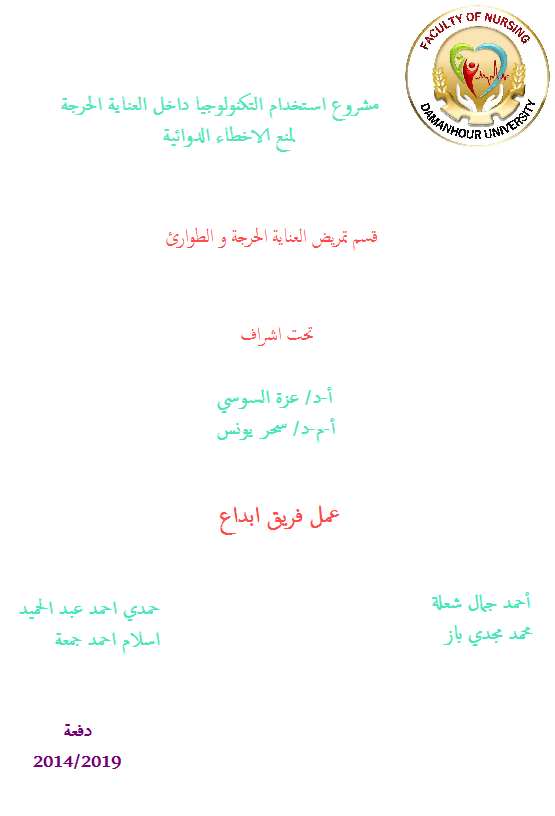 FACULTY OF NURSING
DAMANHOUR UNIVERSITY
مشروع استخدام التكنولوجيا داخل العناية الحرجة
لمنع الاخطاء الدوائية
قسم تمريض العناية الحرجة و الطوارئ
تحت اشراف
أ-د/ عزة السوسي
أ-م-د/ سحر يونس
عمل فريق ابداع
أحمد جمال شعلة
محمد مجدي باز
حمدي احمد عبد الحميد
اسلام احمد جمعة
دفعة
2014/2019